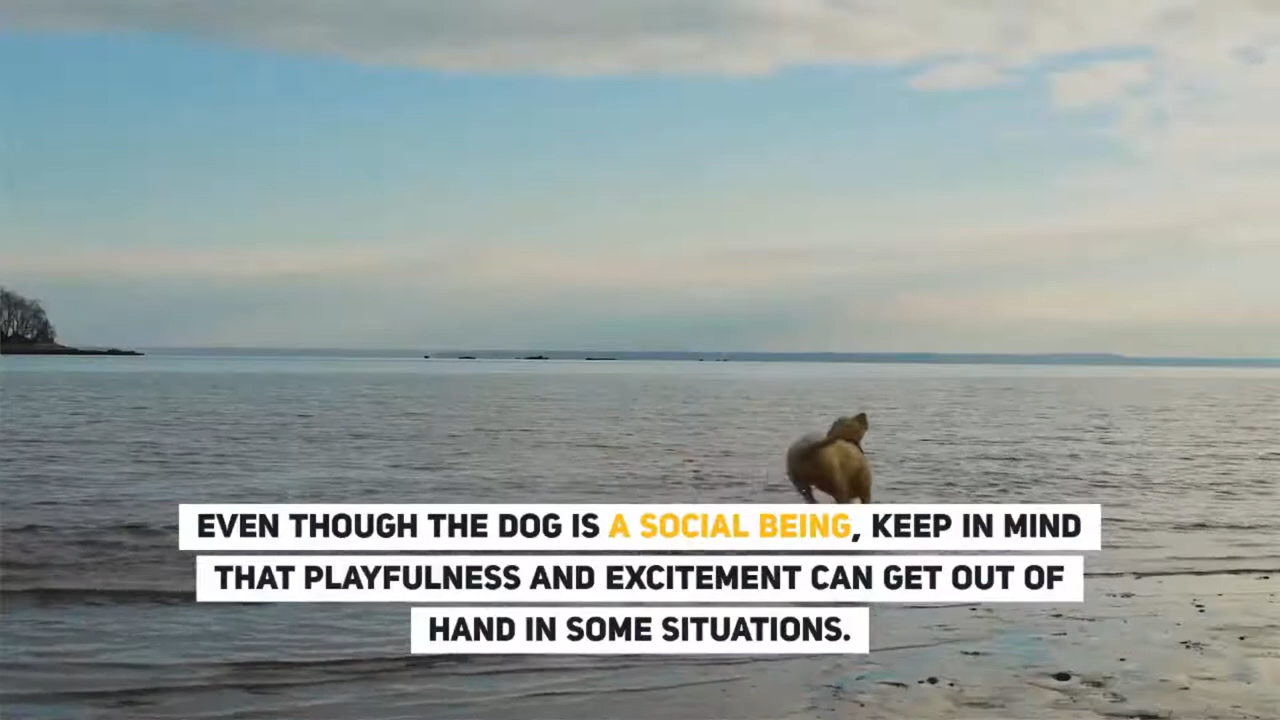 EVEN THOUGH THE DOG IS A SOCIAL BEING, KEEP IN MIND
THAT PLAYFULNESS AND EXCITEMENT CAN GET OUT OF
HAND IN SOME SITUATIONS.